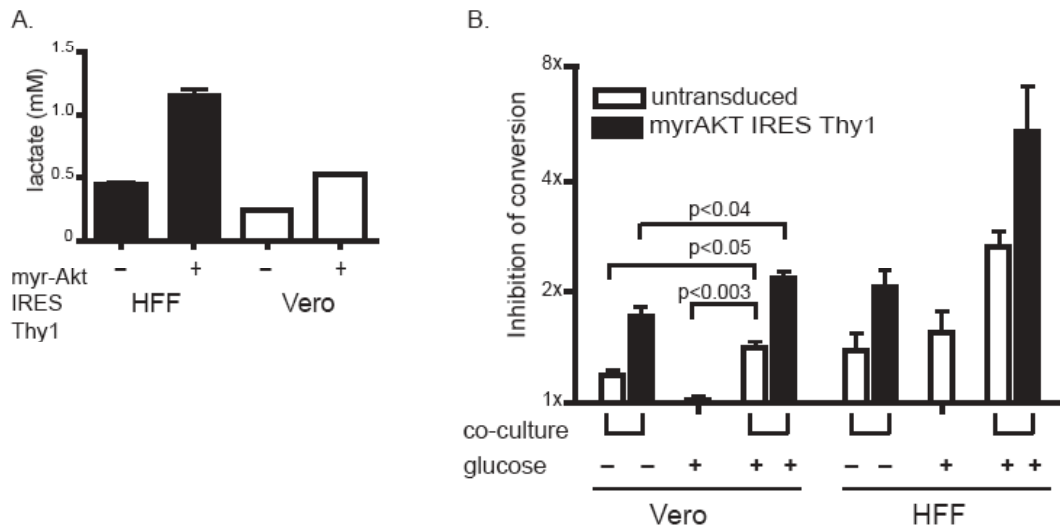 A.
1.5
1.0
0.5
0
lactate (mM)
– + – +
myr-Akt
IRES
Thy1
HFF Vero
B.
8x
4x
2x
1x
Inhibition of conversion
untransduced
myrAKT IRES Thy1
p<0.04
p<0.05
p<0.003
co-culture
glucose – – + + + – – + + +
Vero HFF